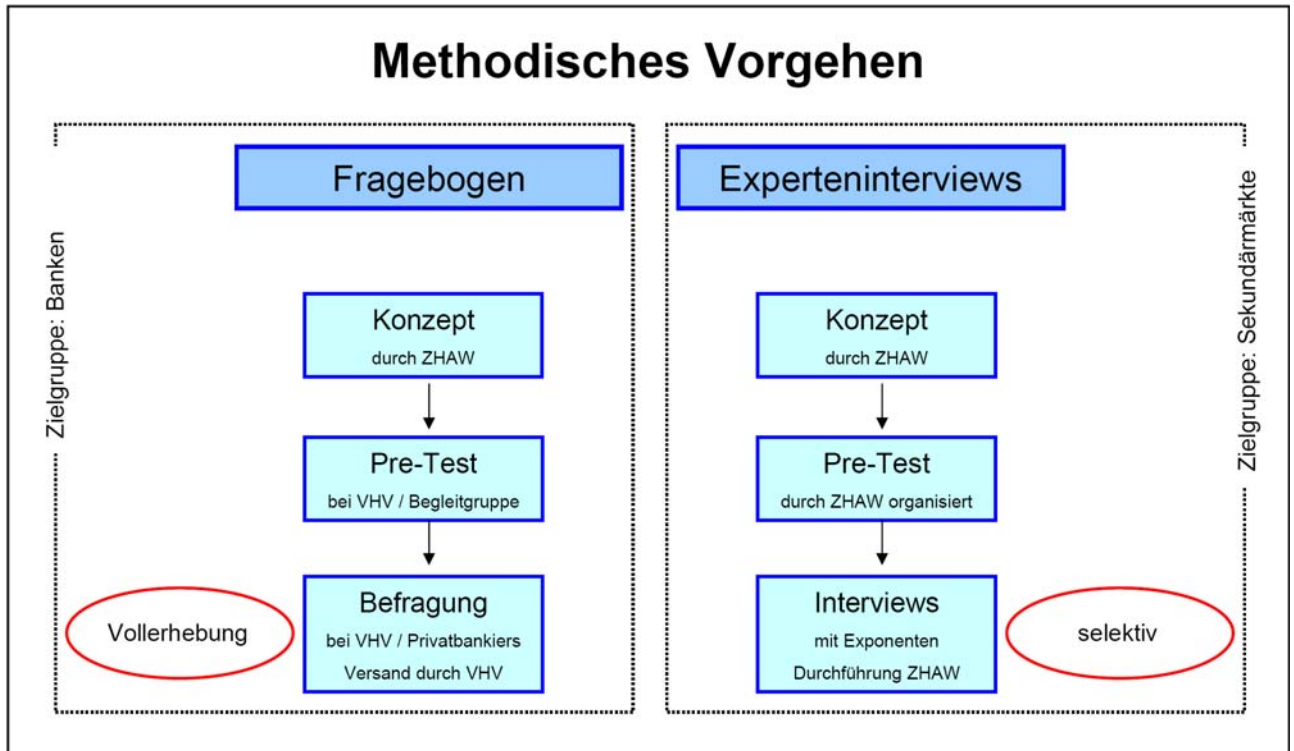 Methodisches Vorgehen
Zielgruppe: Banken
Fragebogen
Konzept
durch ZHAW
Pre-Test
bei VHV / Begleitgruppe
Befragung
bei VHV / Privatbankiers
Versand durch VHV
Vollerhebung
Experteninterviews
Konzept
durch ZHAW
Pre-Test
durch ZHAW organisiert
Interviews
mit Exponenten
Durchführung ZHAW
selektiv
Zielgruppe: Sekundärmärkte